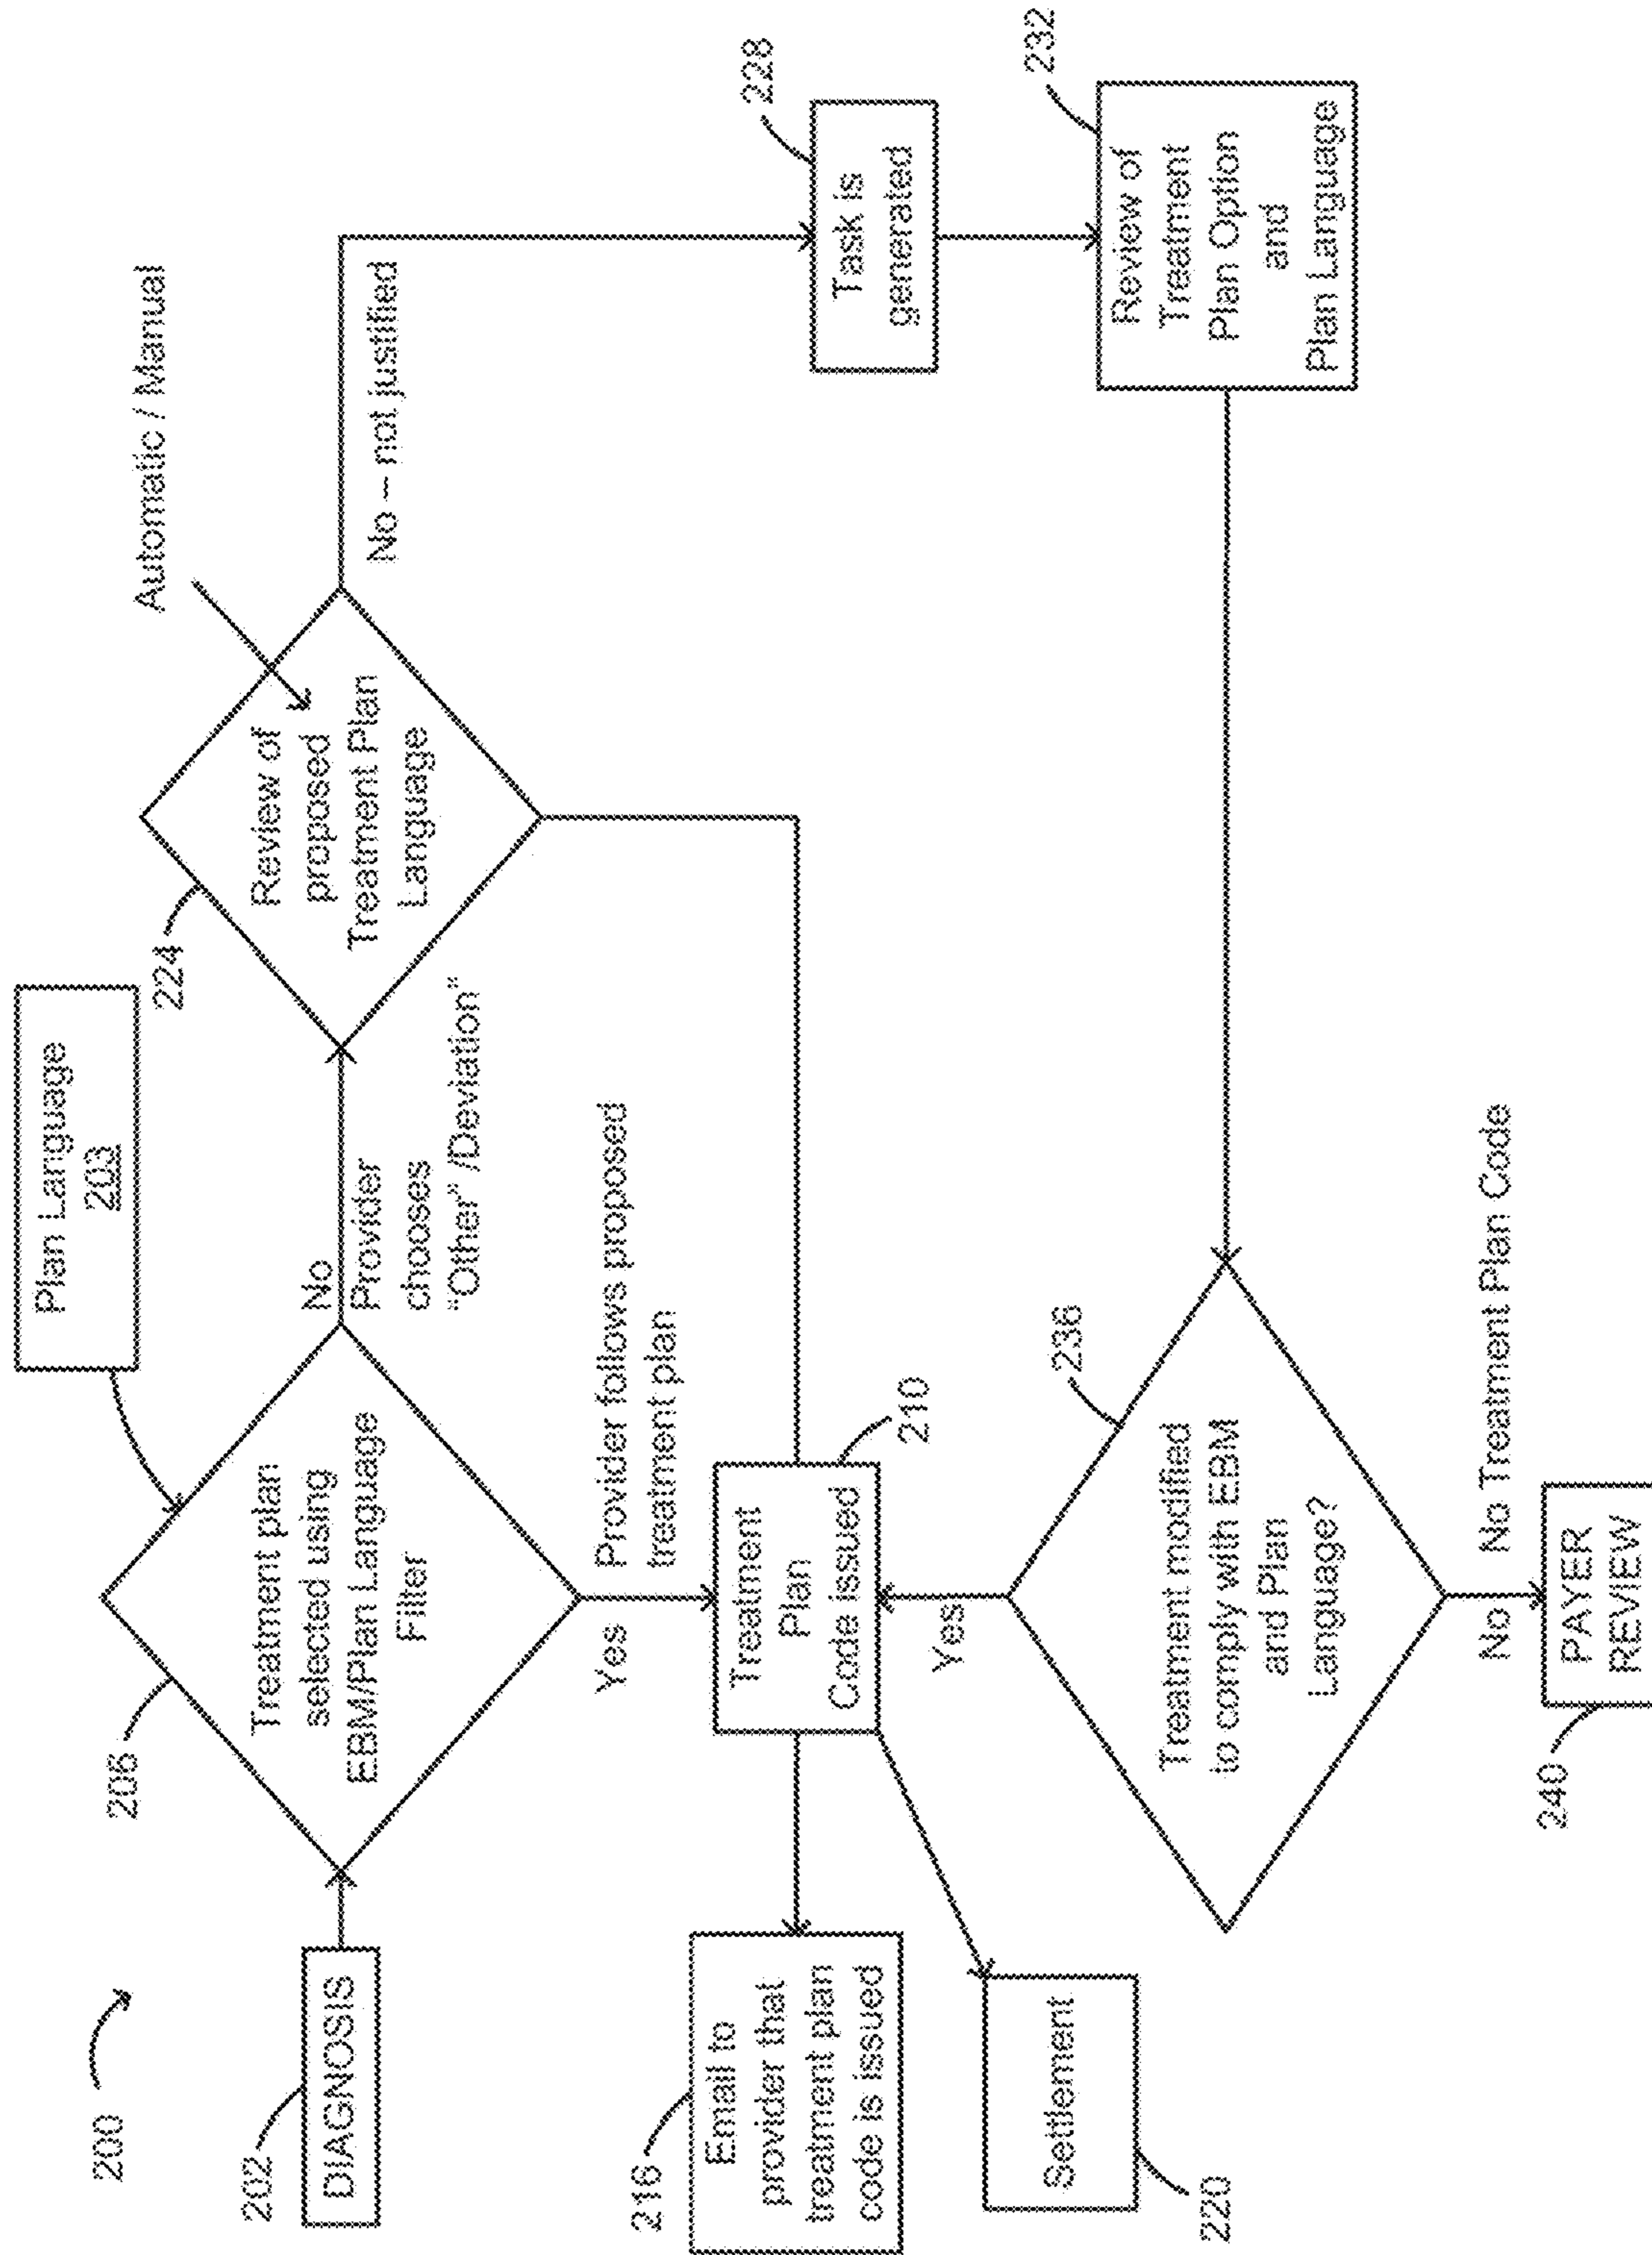 200
202
DIAGNOSIS
206
Treatment plan
selected using
EBM/Plan Language
Filter
Plan Language
203
No
Provider
chooses
"Other" /Deviation"
224
Review of
proposed
Treatment Plan
Language
Automatic / Manual
No -- not justified
228
Task is
generated
232
Review of
Treatment
Plan Option
and
Plan Language
Yes
Provider follows proposed
treatment plan
210
Treatment
Plan
Code issued
216
Email to
provider that
treatment plan
code is issued
220
Settlement
Yes
236
Treatment modified
to comply with EBM
and Plan
Language?
No
No Treatment Plan Code
240
PAYER
REVIEW